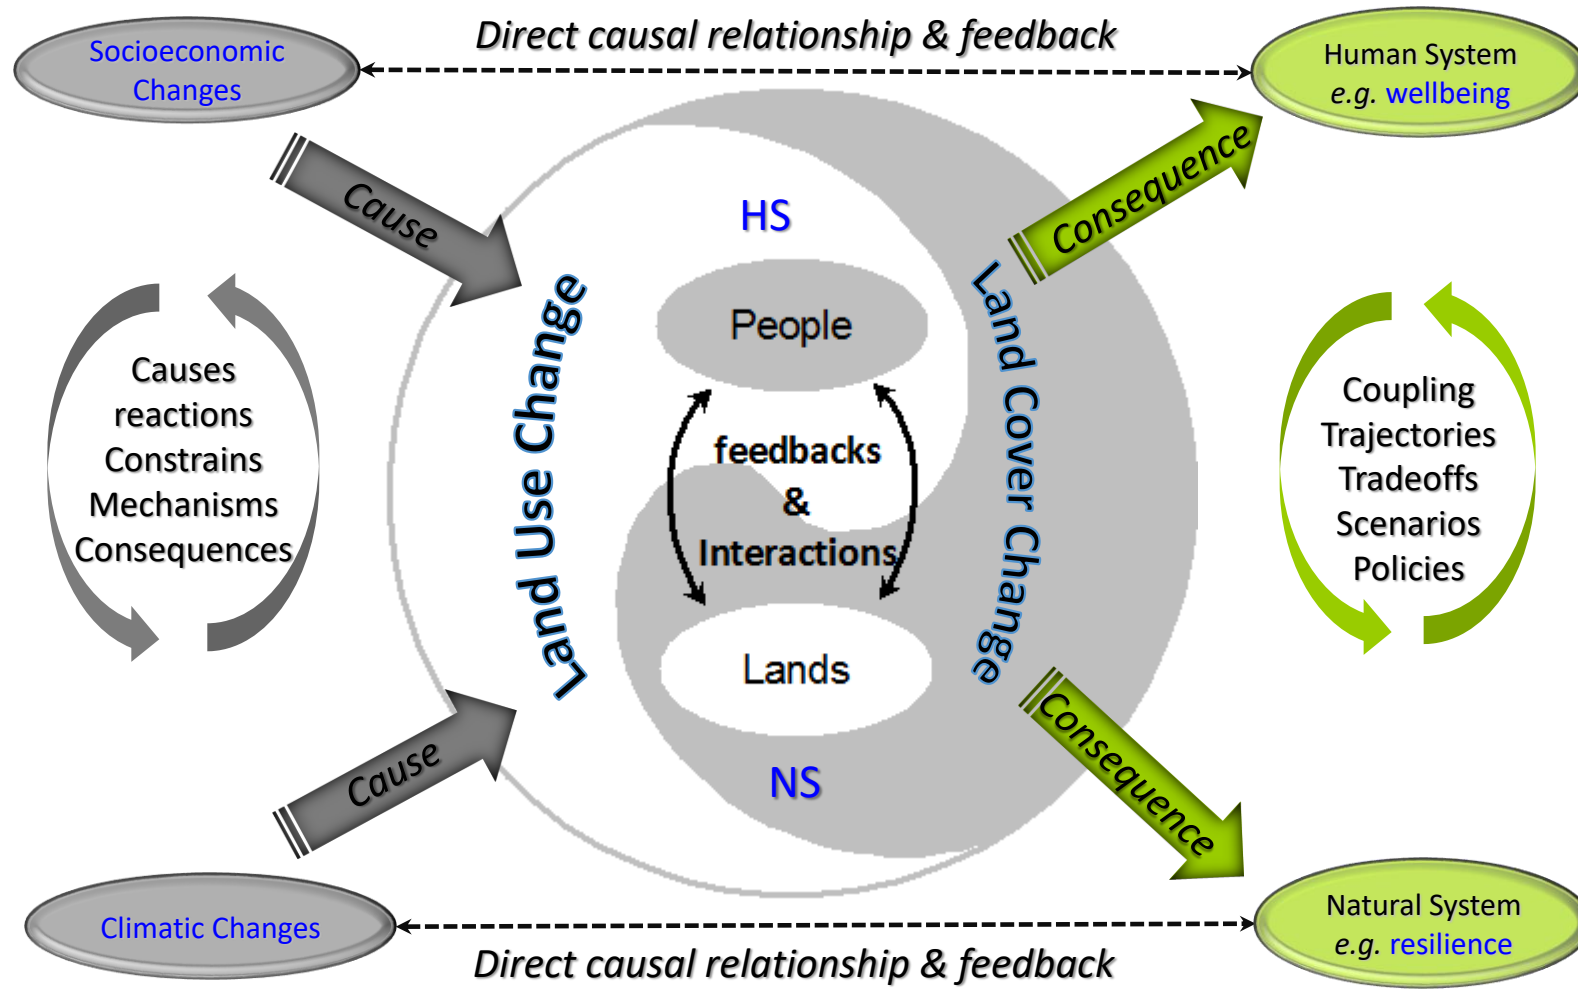 Direct causal relationship & feedback
Socioeconomic
Changes
Human System
e.g. wellbeing
Cause
Consequence
HS
People
Land Use Change
Land Cover Change
feedbacks
&
Interactions
Lands
NS
Causes
reactions
Constrains
Mechanisms
Consequences
Coupling
Trajectories
Tradeoffs
Scenarios
Policies
Cause
Consequence
Climatic Changes
Natural System
e.g. resilience
Direct causal relationship & feedback